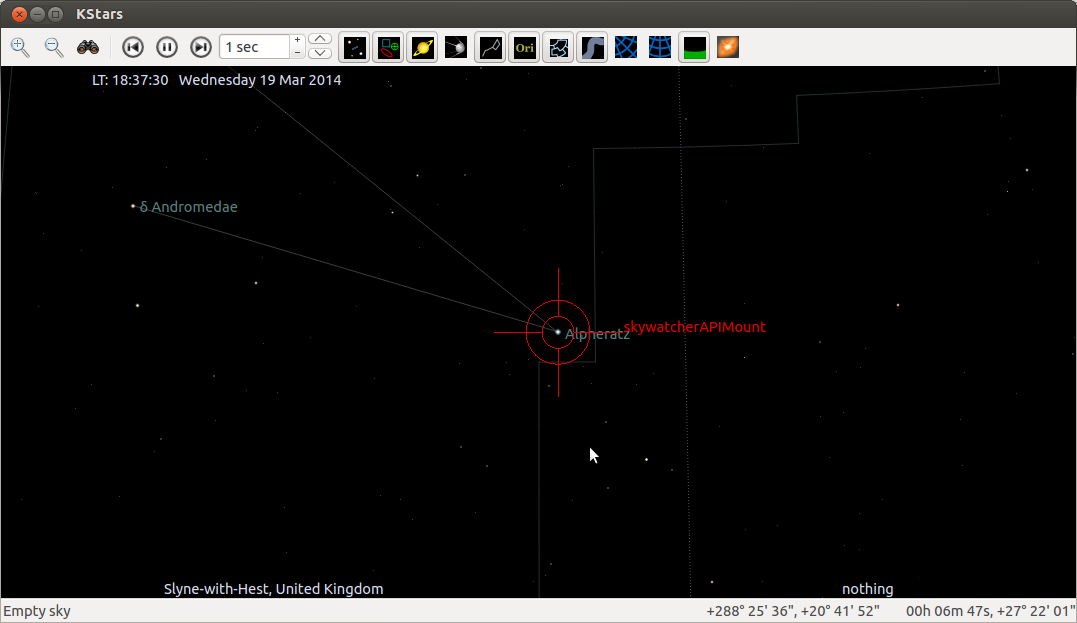 KStars
1 sec
Ori
LT: 18:37:30 Wednesday 19 Mar 2014
δ Andromedae
Alpheratz
skywatcherAPIMount
Slyne-with-Hest, United Kingdom
nothing
Empty sky
+288° 25' 36", +20° 41' 52"
00h 06m 47s, +27° 22' 01"